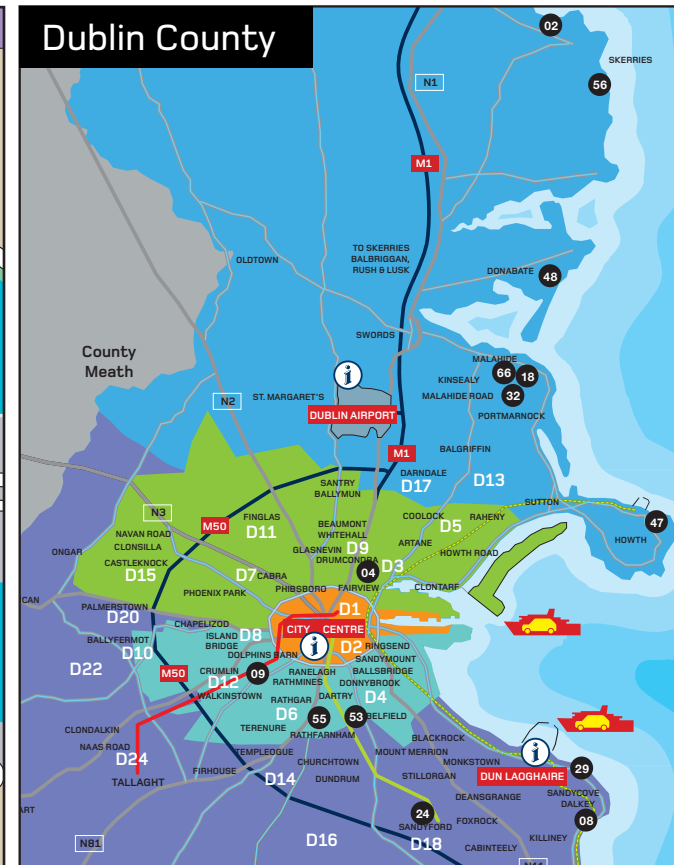 Dublin County
02
SKERRIES
56
N1
M1
TO SKERRIES
BALBRIGGAN,
RUSH & LUSK
OLDTOWN
DONABATE
48
SWORDS
County
Meath
MALAHIDE
i
KINSEALY
66
18
N2
ST. MARGARET'S
MALAHIDE ROAD
32
DUBLIN AIRPORT
PORTMARNOCK
M1
BALGRIFFIN
DARNDALE
D17
D13
SANTRY
BALLYMUN
SUTTON
N3
M50
FINGLAS
D11
BEAUMONT
WHITEHALL
COOLOCK
D5
RAHENY
47
HOWTH
NAVAN ROAD
CLONSILLA
ONGAR
CASTLEKNOCK
D15
GLASNEVIN
D9
DRUMCONDRA
ARTANE
HOWTH ROAD
D7
CABRA
04
D3
PHOENIX PARK
PHIBSBORO
FAIRVIEW
CLONTARF
CAN
PALMERSTOWN
D20
D1
CHAPELIZOD
CITY CENTRE
BALLYFERMOT
D10
ISLAND
BRIDGE
D8
i
D2
RINGSEND
DOLPHINS BARN
SANDYMOUNT
D22
M50
CRUMLIN
D12
09
RANELAGH
RATHMINES
BALLSBRIDGE
DONNYBROOK
WALKINSTOWN
RATHGAR
D6
DARTRY
D4
55
53
BELFIELD
CLONDALKIN
TERENURE
RATHFARNHAM
BLACKROCK
NAAS ROAD
D24
TEMPLEOGUE
MOUNT MERRION
MONKSTOWN
i
TALLAGHT
FIRHOUSE
D14
CHURCHTOWN
DUNDRUM
STILLORGAN
DUN LAOGHAIRE
29
DEANSGRANGE
SANDYCOVE
DALKEY
ART
24
SANDYFORD
FOXROCK
08
N81
D16
D18
CABINTEELY
KILLINEY
N11